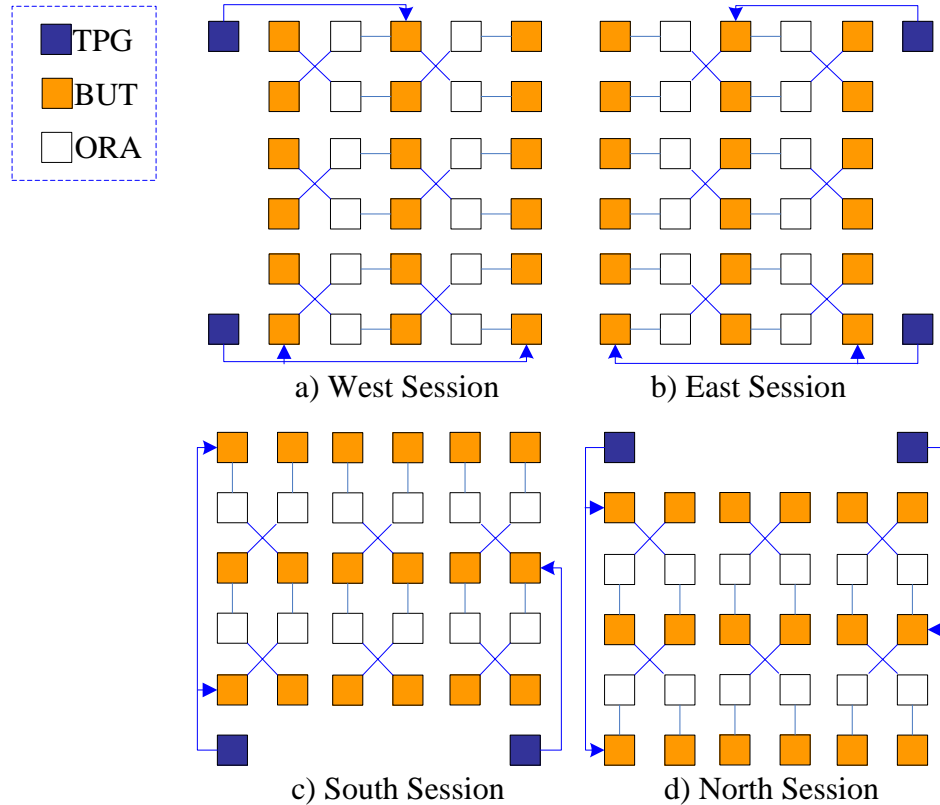 TPG
BUT
ORA
a) West Session
b) East Session
c) South Session
d) North Session